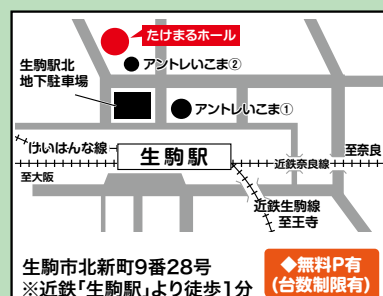 たけまるホール
アントレいこま②
生駒駅北
地下駐車場
アントレいこま①
けいはんな線
生駒駅
近鉄奈良線
至奈良
至大阪
近鉄生駒線
至王寺
生駒市北新町9番28号
※近鉄「生駒駅」より徒歩1分
◆無料P有
(台数制限有)